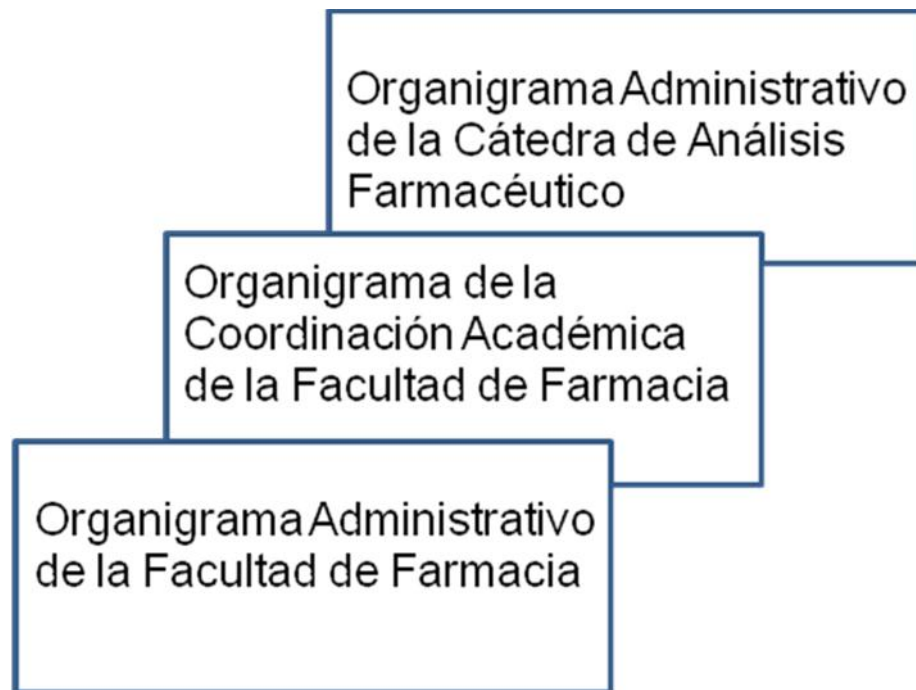 Organigrama Administrativo
de la Cátedra de Análisis
Farmacéutico
Organigrama de la
Coordinación Académica
de la Facultad de Farmacia
Organigrama Administrativo
de la Facultad de Farmacia